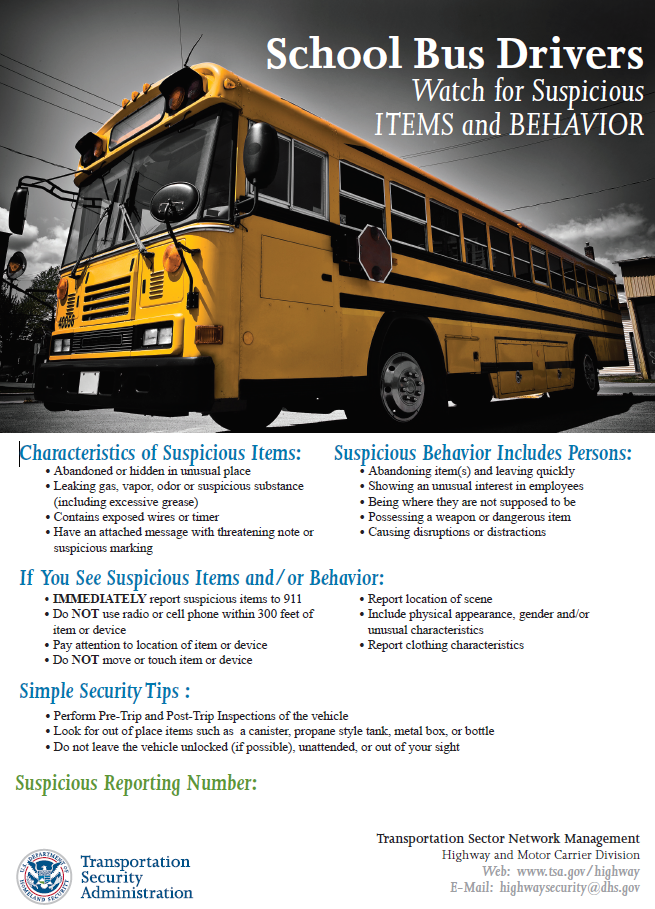 School Bus Drivers
Watch for Suspicious
ITEMS and BEHAVIOR
Characteristics of Suspicious Items:
• Abandoned or hidden in unusual place
• Leaking gas, vapor, odor or suspicious substance
(including excessive grease)
• Contains exposed wires or timer
• Have an attached message with threatening note or
suspicious marking
Suspicious Behavior Includes Persons:
• Abandoning item(s) and leaving quickly
• Showing an unusual interest in employees
• Being where they are not supposed to be
• Possessing a weapon or dangerous item
• Causing disruptions or distractions
If You See Suspicious Items and/or Behavior:
• IMMEDIATELY report suspicious items to 911
• Do NOT use radio or cell phone within 300 feet of
item or device
• Pay attention to location of item or device
• Do NOT move or touch item or device
• Report location of scene
• Include physical appearance, gender and/or
unusual characteristics
• Report clothing characteristics
Simple Security Tips :
• Perform Pre-Trip and Post-Trip Inspections of the vehicle
• Look for out of place items such as a canister, propane style tank, metal box, or bottle
• Do not leave the vehicle unlocked (if possible), unattended, or out of your sight
Suspicious Reporting Number:
U.S. DEPARTMENT OF
HOMELAND SECURITY
Transportation
Security
Administration
Transportation Sector Network Management
Highway and Motor Carrier Division
Web: www.tsa.gov/highway
E-Mail: highwaysecurity@dhs.gov